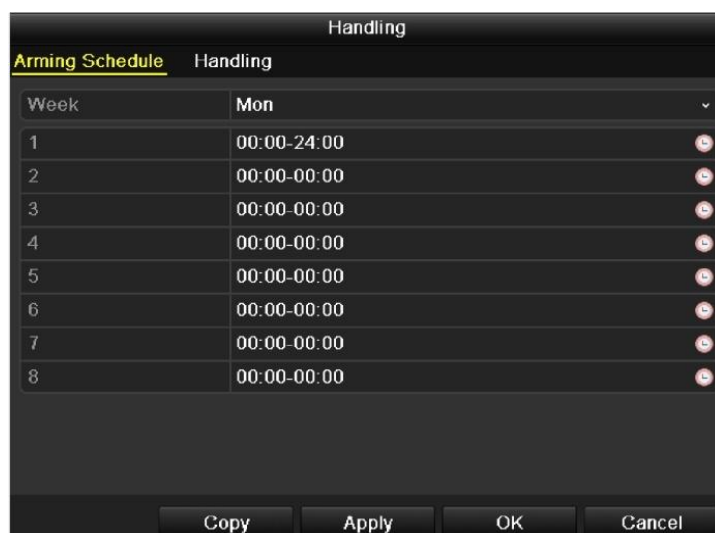 Handling
Arming Schedule Handling
Week Mon
1 00:00-24:00
2 00:00-00:00
3 00:00-00:00
4 00:00-00:00
5 00:00-00:00
6 00:00-00:00
7 00:00-00:00
8 00:00-00:00
Copy Apply OK Cancel